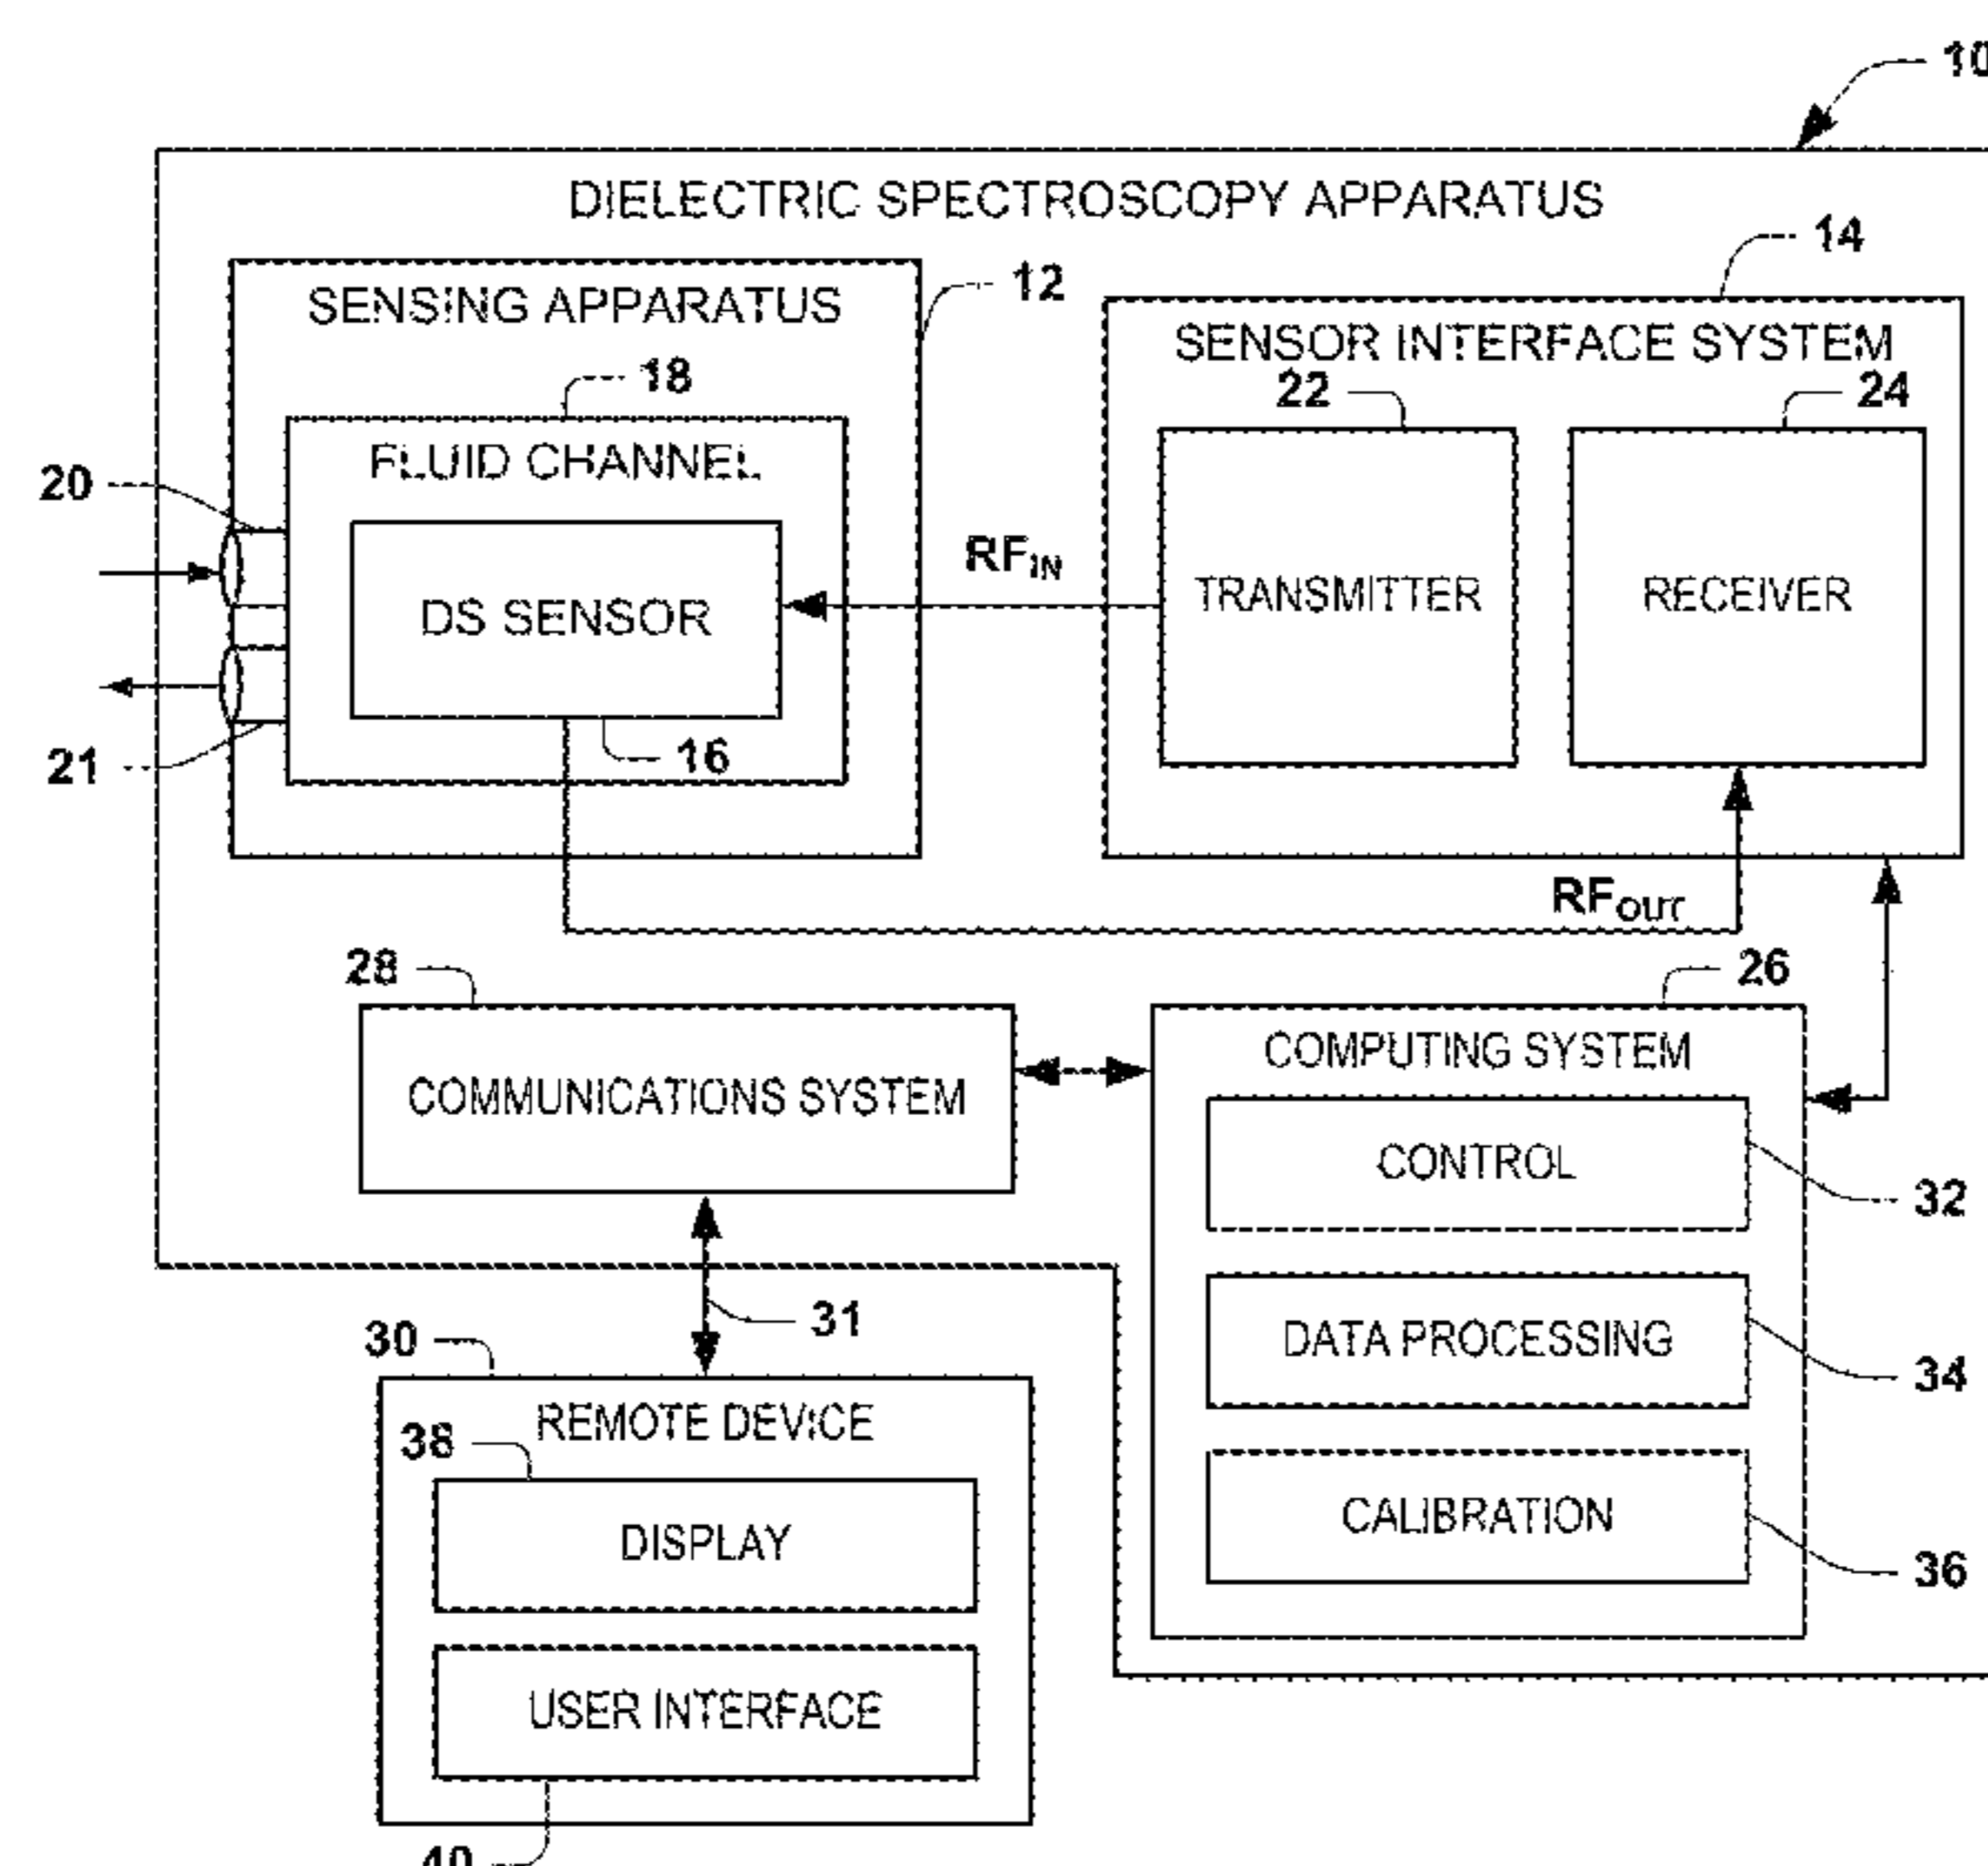 10
DIELECTRIC SPECTROSCOPY APPARATUS
14
12
SENSING APPARATUS
SENSOR INTERFACE SYSTEM
18
22
24
FLUID CHANNEL
20
RFIN
DS SENSOR
TRANSMITTER
RECEIVER
21
16
RFOUT
28
26
COMMUNICATIONS SYSTEM
COMPUTING SYSTEM
CONTROL
32
31
30
DATA PROCESSING
34
REMOTE DEVICE
38
DISPLAY
CALIBRATION
36
USER INTERFACE
40